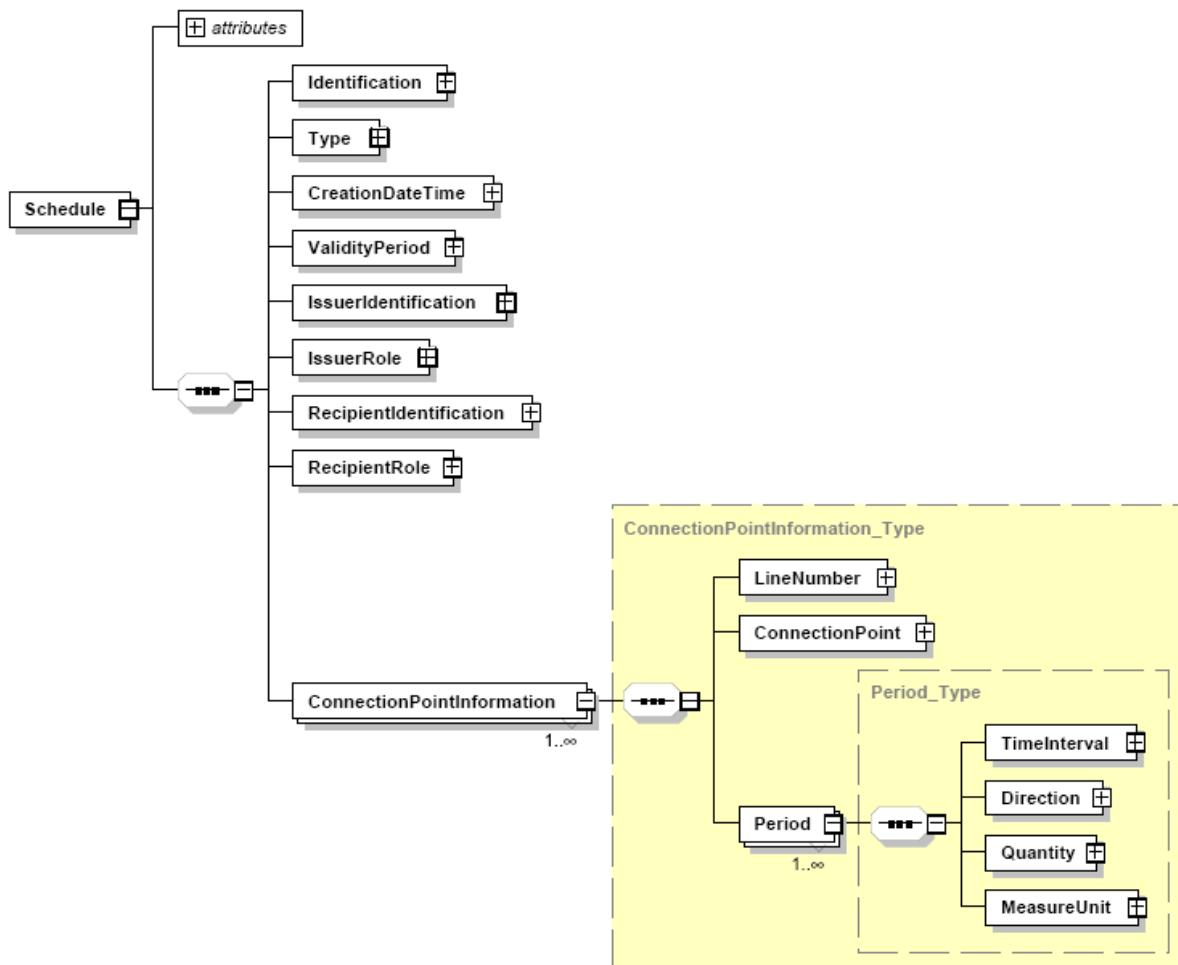 attributes
Identification
Type
CreationDateTime
ValidityPeriod
Schedule
IssuerIdentification
IssuerRole
RecipientIdentification
RecipientRole
ConnectionPointInformation_Type
LineNumber
ConnectionPoint
Period_Type
ConnectionPointInformation
1..∞
TimeInterval
Direction
Period
1..∞
Quantity
MeasureUnit